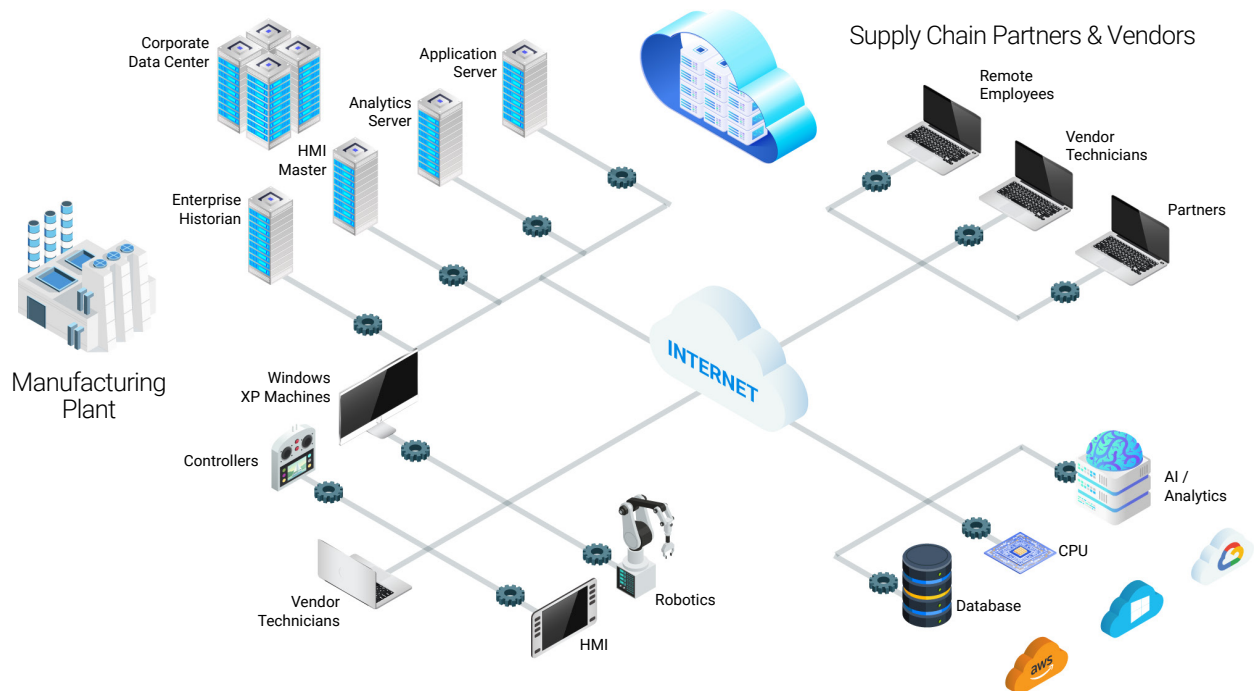 Corporate
Data Center
Application
Server
Analytics
Server
HMI
Master
Enterprise
Historian
Manufacturing
Plant
Supply Chain Partners & Vendors
Remote
Employees
Vendor
Technicians
Partners
INTERNET
Windows
XP Machines
Controllers
Vendor
Technicians
HMI
Robotics
AI /
Analytics
CPU
Database
aws